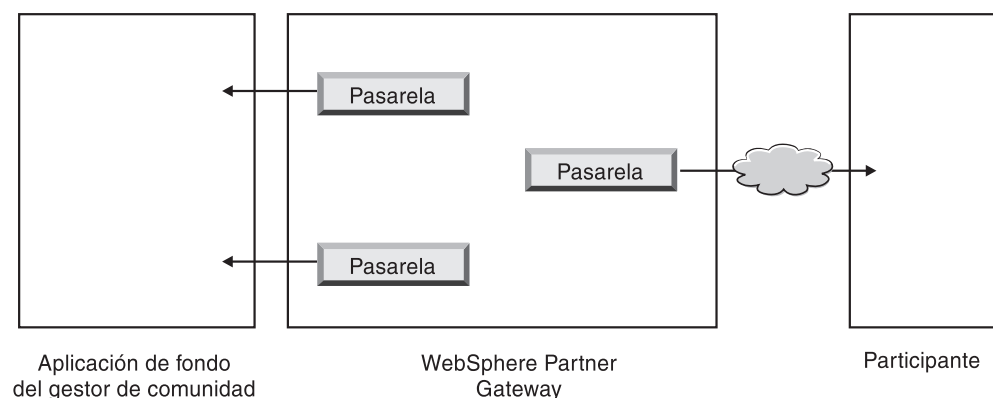 Pasarela
Pasarela
Pasarela
Aplicación de fondo
del gestor de comunidad
WebSphere Partner
Gateway
Participante